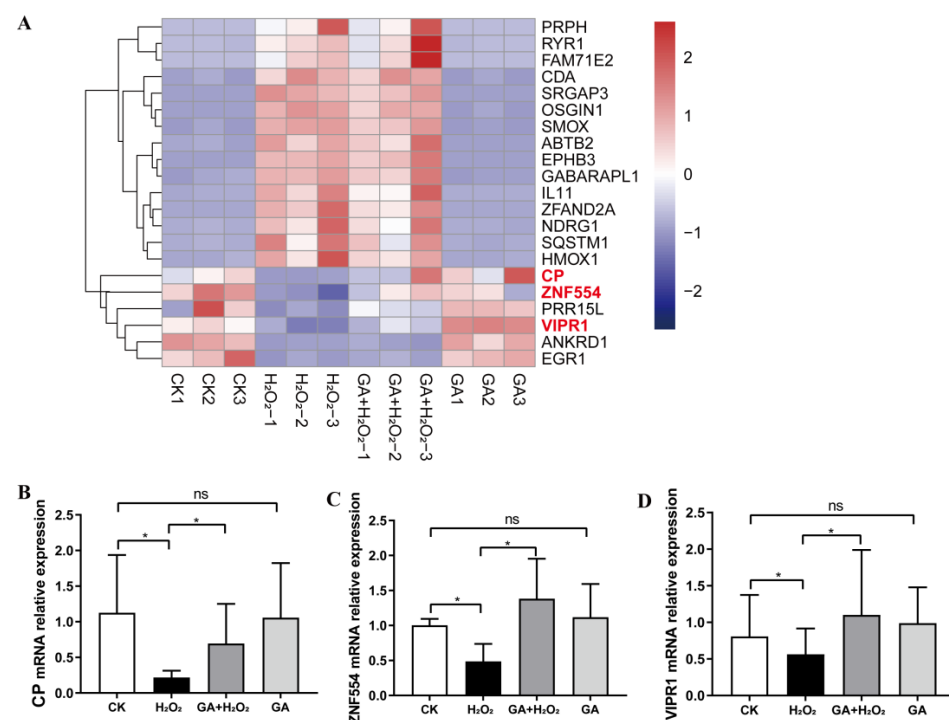 A
PRPH
RYR1
FAM71E2
CDA
SRGAP3
OSGIN1
SMOX
ABTB2
EPHB3
GABARAPL1
IL11
ZFAND2A
NDRG1
SQSTM1
HMOX1
CP
ZNF554
PRR15L
VIPR1
ANKRD1
EGR1
2
1
0
−1
−2
CK1
CK2
CK3
H₂O₂−1
H₂O₂−2
H₂O₂−3
GA+H₂O₂−1
GA+H₂O₂−2
GA+H₂O₂−3
GA1
GA2
GA3
B
CP mRNA relative expression
2.5
2.0
1.5
1.0
0.5
0.0
ns
*
*
CK H₂O₂ GA+H₂O₂ GA
C
ZNF554 mRNA relative expression
2.5
2.0
1.5
1.0
0.5
0.0
ns
*
*
CK H₂O₂ GA+H₂O₂ GA
D
VIPR1 mRNA relative expression
2.5
2.0
1.5
1.0
0.5
0.0
ns
*
*
CK H₂O₂ GA+H₂O₂ GA